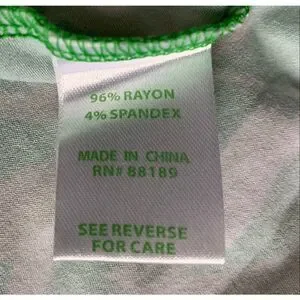 96% RAYON
4% SPANDEX
MADE IN CHINA
RN# 88189
SEE REVERSE
FOR CARE